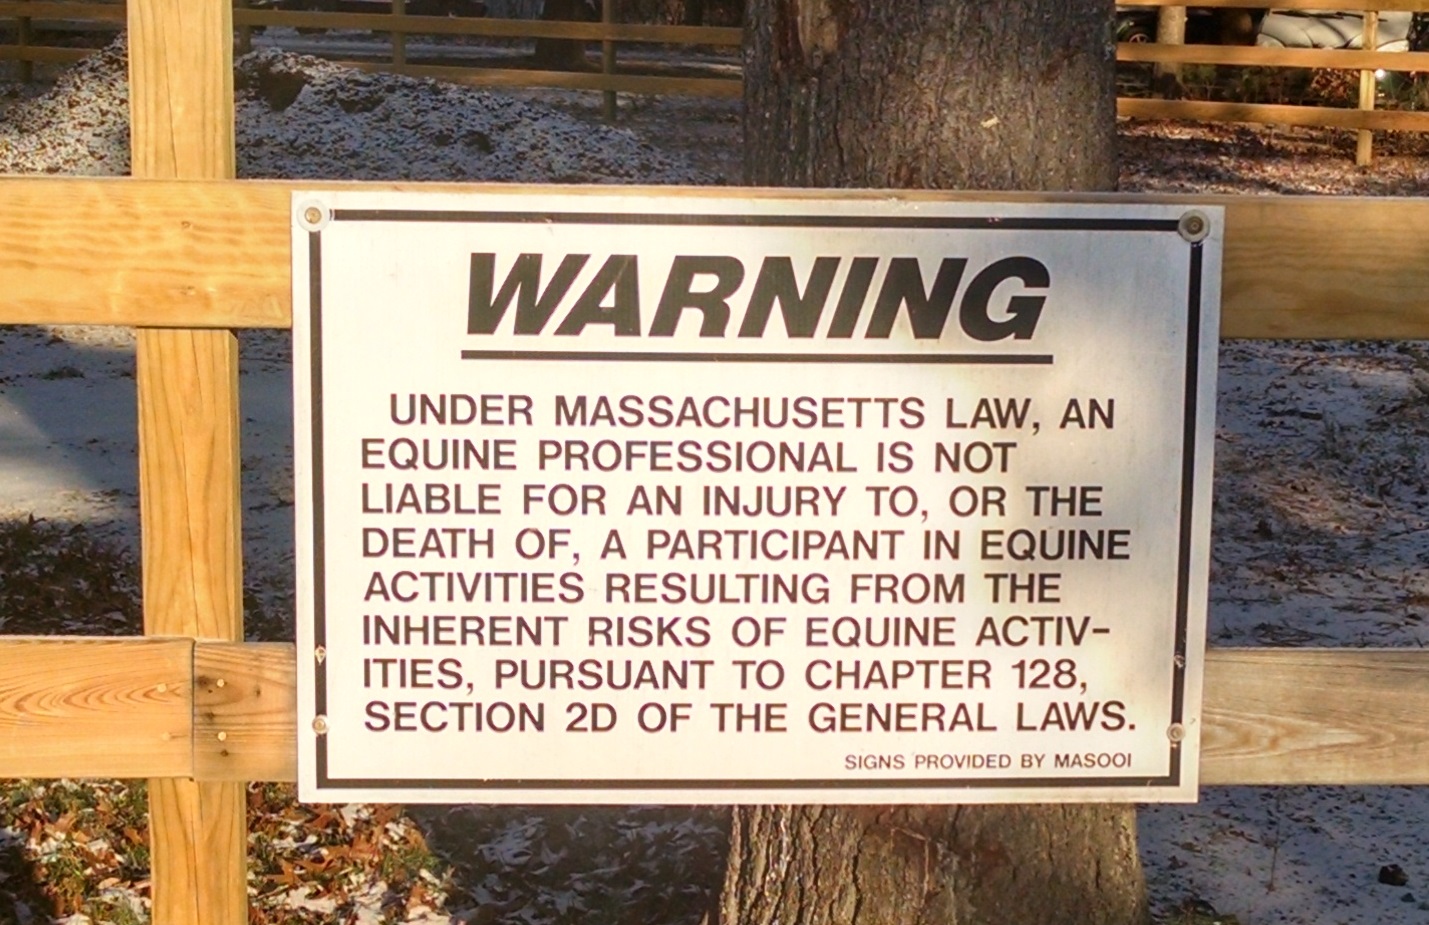 WARNING
UNDER MASSACHUSETTS LAW, AN
EQUINE PROFESSIONAL IS NOT
LIABLE FOR AN INJURY TO, OR THE
DEATH OF, A PARTICIPANT IN EQUINE
ACTIVITIES RESULTING FROM THE
INHERENT RISKS OF EQUINE ACTIV-
ITIES, PURSUANT TO CHAPTER 128,
SECTION 2D OF THE GENERAL LAWS.
SIGNS PROVIDED BY MASOOI